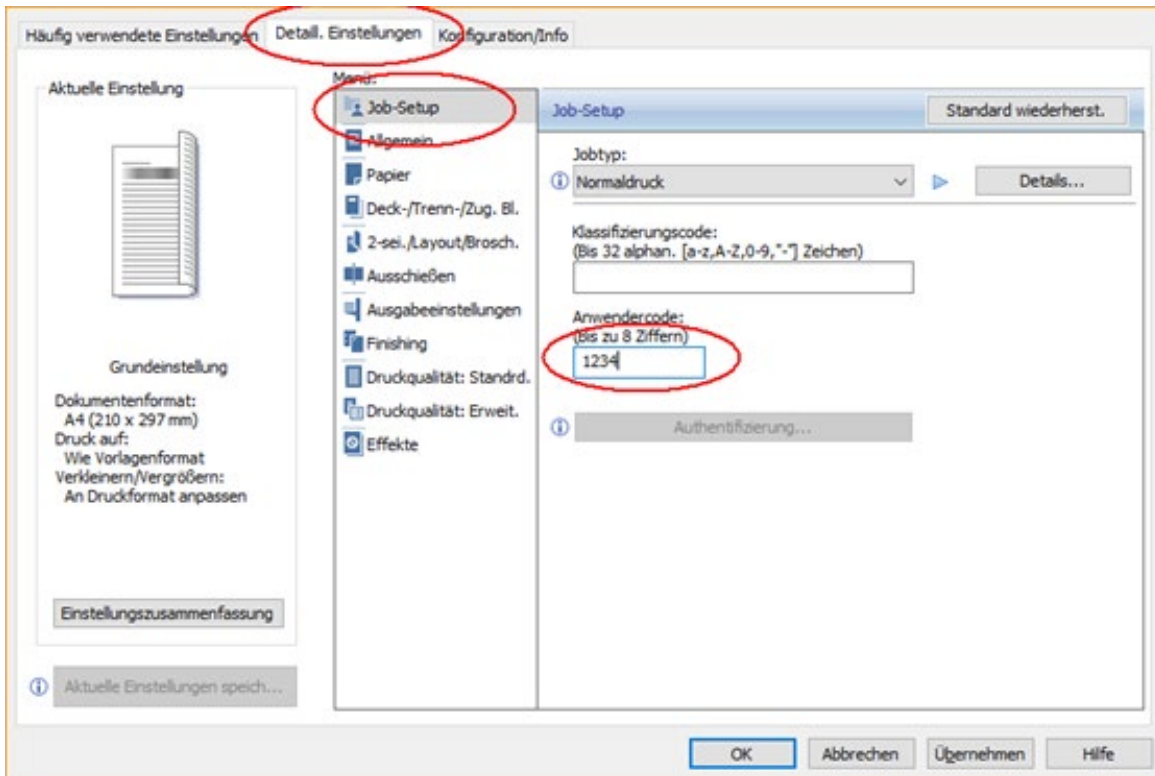 Häufig verwendete Einstellungen
Detaill. Einstellungen
Konfiguration/Info
Aktuelle Einstellung
Grundeinstellung
Dokumentenformat:
A4 (210 x 297 mm)
Druck auf:
Wie Vorlagenformat
Verkleinern/Vergrößern:
An Druckformat anpassen
Einstellungszusammenfassung
Aktuelle Einstellungen speich...
Menü:
Job-Setup
Allgemein
Papier
Deck-/Trenn-/Zug. Bl.
2-sei./Layout/Brosch.
Ausschießen
Ausgabeeinstellungen
Finishing
Druckqualität: Standrd.
Druckqualität: Erweit.
Effekte
Job-Setup
Standard wiederherst.
Jobtyp:
Normaldruck
Details...
Klassifizierungscode:
(Bis 32 alphan. [a-z,A-Z,0-9,"-"] Zeichen)
Anwendercode:
(Bis zu 8 Ziffern)
1234
Authentifizierung...
OK
Abbrechen
Übernehmen
Hilfe